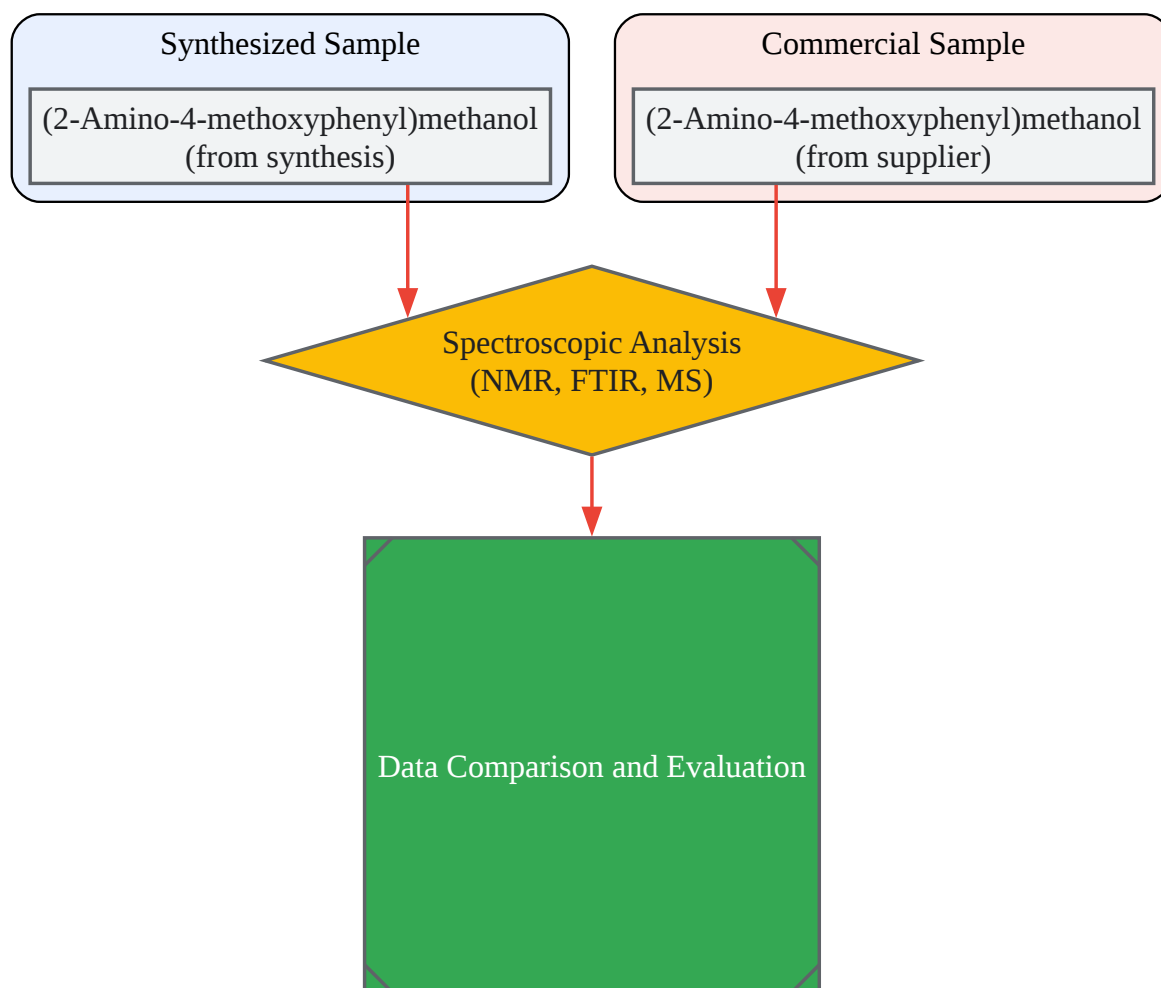 Synthesized Sample
(2-Amino-4-methoxyphenyl)methanol
(from synthesis)
Commercial Sample
(2-Amino-4-methoxyphenyl)methanol
(from supplier)
Spectroscopic Analysis
(NMR, FTIR, MS)
Data Comparison and Evaluation